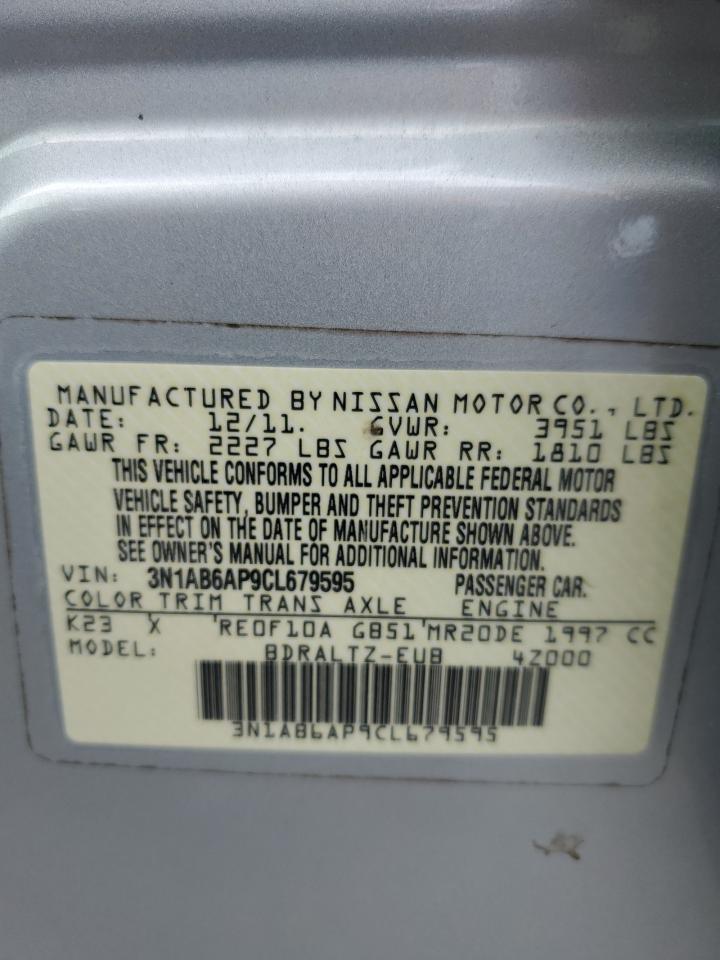 MANUFACTURED BY NISSAN MOTOR CO., LTD.
DATE: 12/11. GVWR: 3951 LBS
GAWR FR: 2227 LBS GAWR RR: 1810 LBS
THIS VEHICLE CONFORMS TO ALL APPLICABLE FEDERAL MOTOR
VEHICLE SAFETY, BUMPER AND THEFT PREVENTION STANDARDS
IN EFFECT ON THE DATE OF MANUFACTURE SHOWN ABOVE.
SEE OWNER'S MANUAL FOR ADDITIONAL INFORMATION.
VIN: 3N1AB6AP9CL679595 PASSENGER CAR.
COLOR TRIM TRANS AXLE ENGINE
K23 X RE0F10A GB51 MR20DE 1997 CC
MODEL: BDRALTZ-EUB 4Z000
3N1AB6AP9CL679595